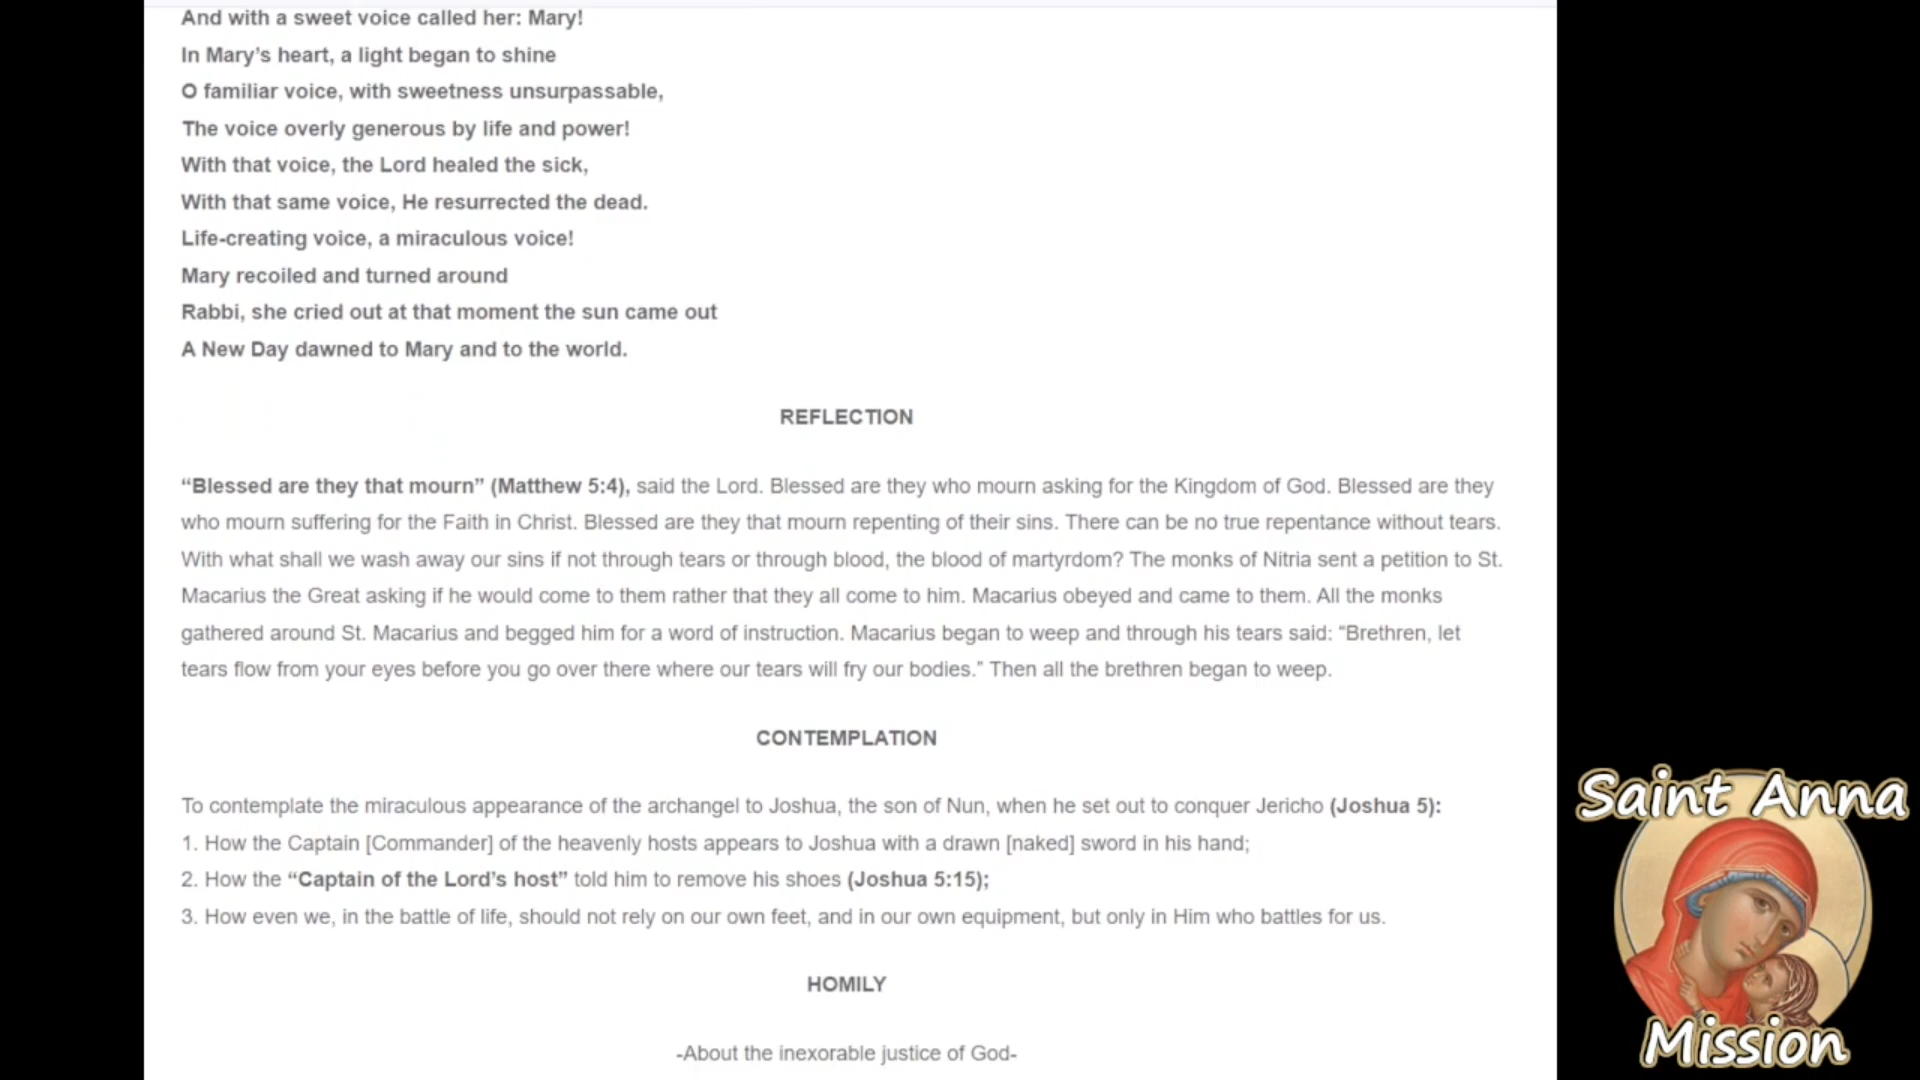 And with a sweet voice called her: Mary!
In Mary’s heart, a light began to shine
O familiar voice, with sweetness unsurpassable,
The voice overly generous by life and power!
With that voice, the Lord healed the sick,
With that same voice, He resurrected the dead.
Life-creating voice, a miraculous voice!
Mary recoiled and turned around
Rabbi, she cried out at that moment the sun came out
A New Day dawned to Mary and to the world.
REFLECTION
“Blessed are they that mourn” (Matthew 5:4), said the Lord. Blessed are they who mourn asking for the Kingdom of God. Blessed are they
who mourn suffering for the Faith in Christ. Blessed are they that mourn repenting of their sins. There can be no true repentance without tears.
With what shall we wash away our sins if not through tears or through blood, the blood of martyrdom? The monks of Nitria sent a petition to St.
Macarius the Great asking if he would come to them rather that they all come to him. Macarius obeyed and came to them. All the monks
gathered around St. Macarius and begged him for a word of instruction. Macarius began to weep and through his tears said: “Brethren, let
tears flow from your eyes before you go over there where our tears will fry our bodies.” Then all the brethren began to weep.
CONTEMPLATION
To contemplate the miraculous appearance of the archangel to Joshua, the son of Nun, when he set out to conquer Jericho (Joshua 5):
1. How the Captain [Commander] of the heavenly hosts appears to Joshua with a drawn [naked] sword in his hand;
2. How the “Captain of the Lord’s host” told him to remove his shoes (Joshua 5:15);
3. How even we, in the battle of life, should not rely on our own feet, and in our own equipment, but only in Him who battles for us.
HOMILY
-About the inexorable justice of God-
Saint Anna
Mission